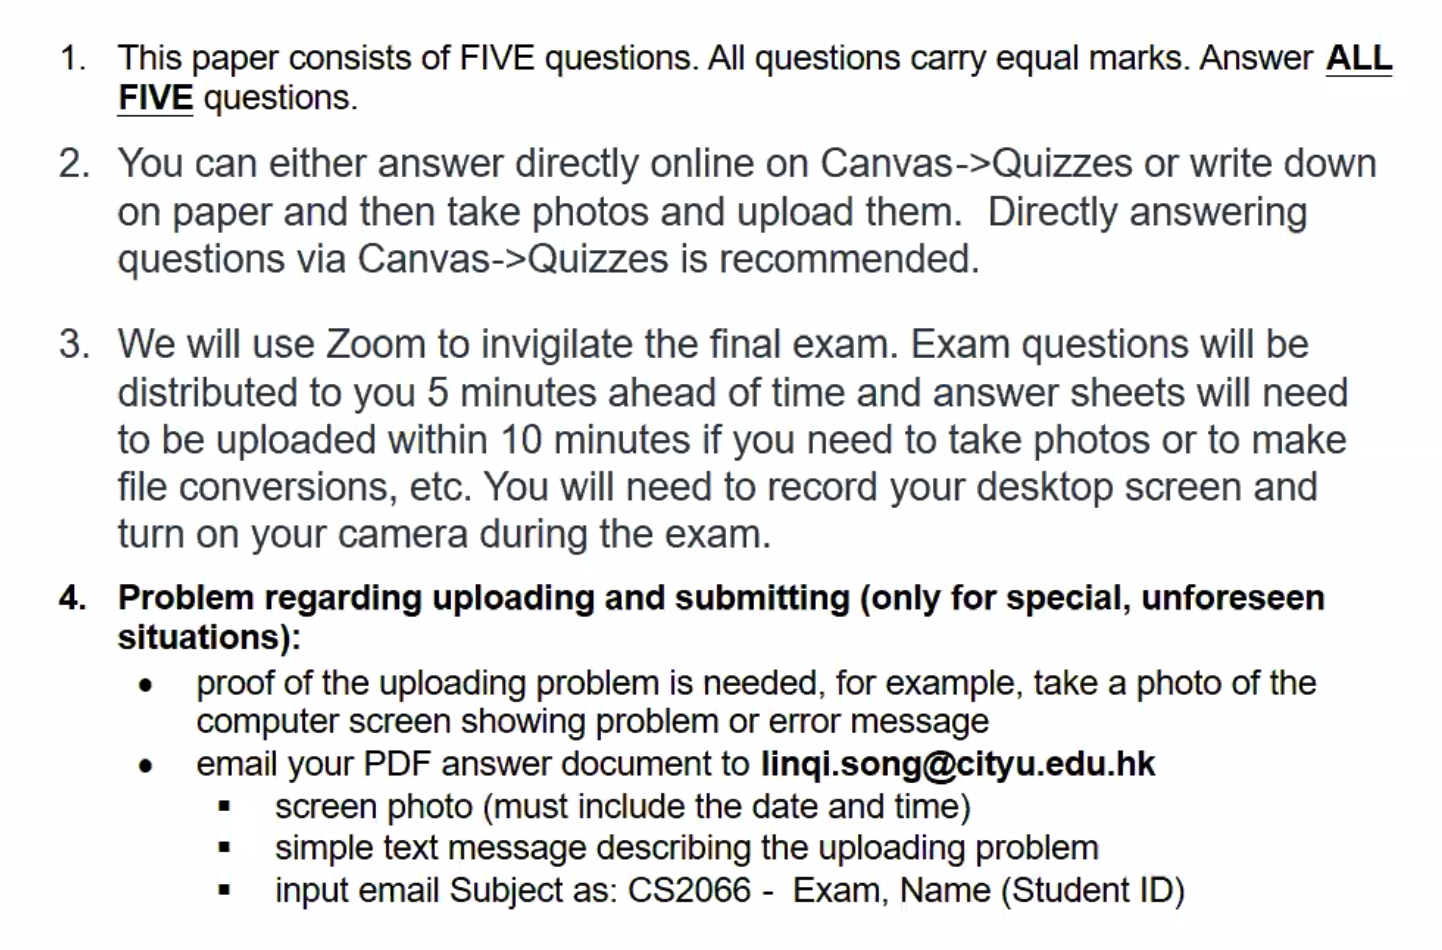 1. This paper consists of FIVE questions. All questions carry equal marks. Answer ALL
FIVE questions.
2. You can either answer directly online on Canvas->Quizzes or write down
on paper and then take photos and upload them. Directly answering
questions via Canvas->Quizzes is recommended.
3. We will use Zoom to invigilate the final exam. Exam questions will be
distributed to you 5 minutes ahead of time and answer sheets will need
to be uploaded within 10 minutes if you need to take photos or to make
file conversions, etc. You will need to record your desktop screen and
turn on your camera during the exam.
4. Problem regarding uploading and submitting (only for special, unforeseen
situations):
• proof of the uploading problem is needed, for example, take a photo of the
computer screen showing problem or error message
• email your PDF answer document to linqi.song@cityu.edu.hk
▪ screen photo (must include the date and time)
▪ simple text message describing the uploading problem
▪ input email Subject as: CS2066 - Exam, Name (Student ID)